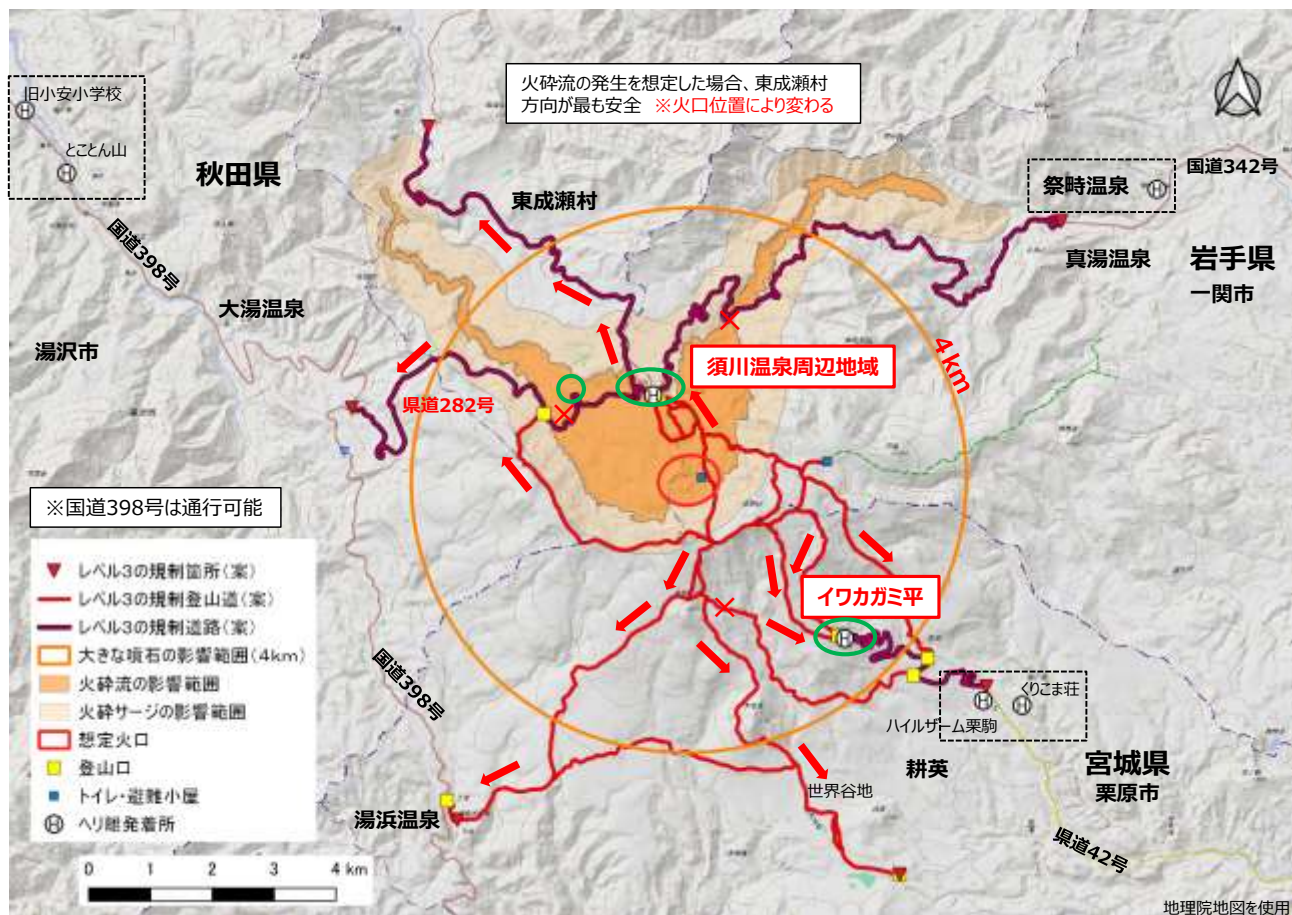 火砕流の発生を想定した場合、東成瀬村
方向が最も安全 ※火口位置により変わる
旧小安小学校
H
とことん山
H
秋田県
東成瀬村
国道342号
祭畤温泉
H
真湯温泉
岩手県
一関市
国道398号
大湯温泉
湯沢市
4km
須川温泉周辺地域
H
県道282号
※国道398号は通行可能
イワカガミ平
H
レベル3の規制箇所(案)
レベル3の規制登山道(案)
レベル3の規制道路(案)
大きな噴石の影響範囲(4km)
火砕流の影響範囲
火砕サージの影響範囲
想定火口
登山口
トイレ・避難小屋
H ヘリ離発着所
国道398号
くりこま荘
H
H
ハイルザーム栗駒
耕英
宮城県
栗原市
世界谷地
湯浜温泉
県道42号
0 1 2 3 4 km
地理院地図を使用